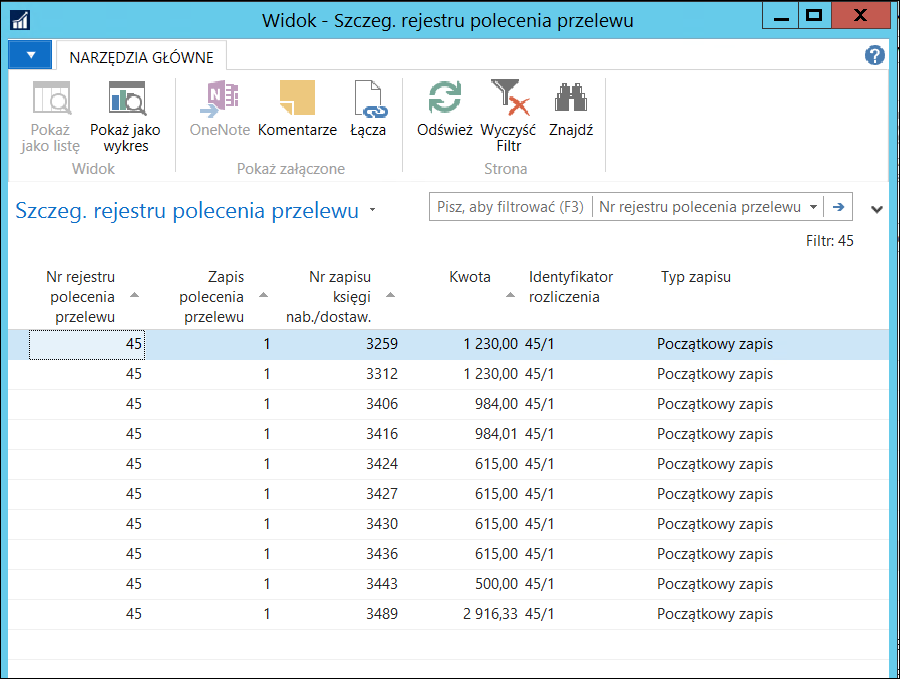 Widok - Szczeg. rejestru polecenia przelewu
NARZĘDZIA GŁÓWNE
Pokaż jako listę
Pokaż jako wykres
Widok
OneNote
Komentarze
Łącza
Pokaż załączone
Odśwież
Wyczyść Filtr
Znajdź
Strona
Szczeg. rejestru polecenia przelewu
Pisz, aby filtrować (F3) Nr rejestru polecenia przelewu
Filtr: 45
Nr rejestru polecenia przelewu
Zapis polecenia przelewu
Nr zapisu księgi nab./dostaw.
Kwota
Identyfikator rozliczenia
Typ zapisu
45 1 3259 1 230,00 45/1 Początkowy zapis
45 1 3312 1 230,00 45/1 Początkowy zapis
45 1 3406 984,00 45/1 Początkowy zapis
45 1 3416 984,01 45/1 Początkowy zapis
45 1 3424 615,00 45/1 Początkowy zapis
45 1 3427 615,00 45/1 Początkowy zapis
45 1 3430 615,00 45/1 Początkowy zapis
45 1 3436 615,00 45/1 Początkowy zapis
45 1 3443 500,00 45/1 Początkowy zapis
45 1 3489 2 916,33 45/1 Początkowy zapis